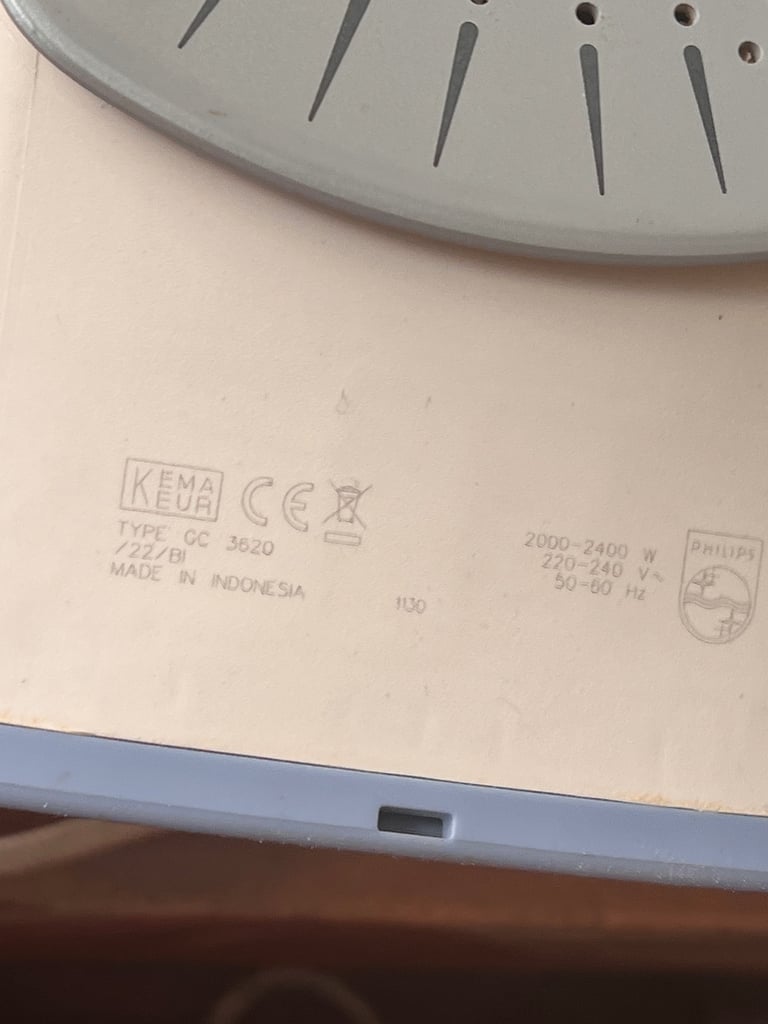 KEMA
EUR
CE
TYPE GC 3620
/22/BI
MADE IN INDONESIA
1130
2000-2400 W
220-240 V~
50-60 Hz
PHILIPS